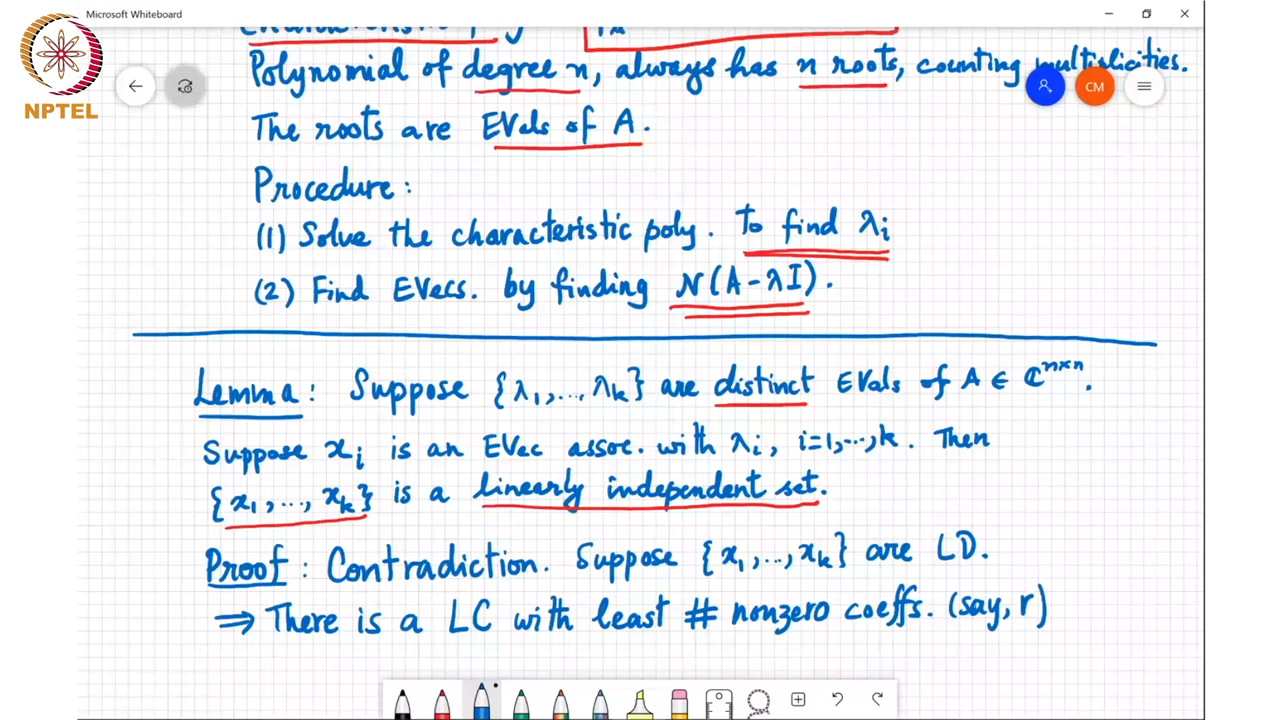 Microsoft Whiteboard
NPTEL
CM
Polynomial of degree n, always has n roots, counting multiplicities.
The roots are EVals of A.
Procedure:
(1) Solve the characteristic poly. To find λi
(2) Find EVecs. by finding N(A-λI).
Lemma: Suppose {λ1,...,λk} are distinct EVals of A ∈ ℂ^{n×n}.
Suppose xi is an EVec assoc. with λi, i=1,...,k. Then
{x1,...,xk} is a linearly independent set.
Proof: Contradiction. Suppose {x1,...,xk} are LD.
⇒ There is a LC with least # nonzero coeffs. (say, r)